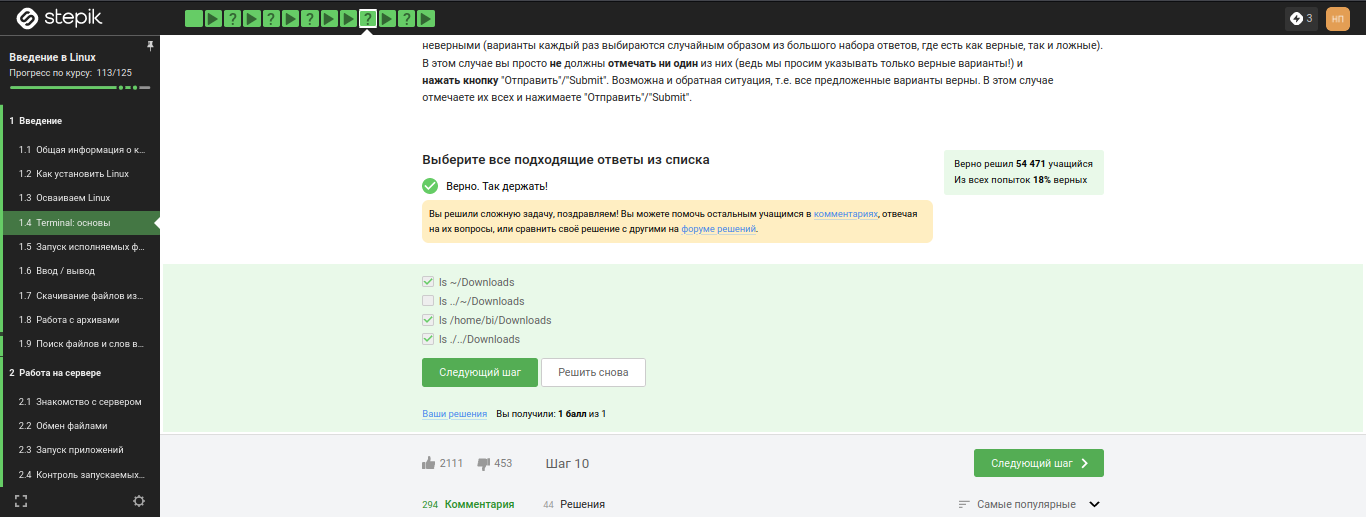 stepik
? ? ? ? ?
3
НП
Введение в Linux
Прогресс по курсу: 113/125
1 Введение
1.1 Общая информация о к...
1.2 Как установить Linux
1.3 Осваиваем Linux
1.4 Terminal: основы
1.5 Запуск исполняемых ф...
1.6 Ввод / вывод
1.7 Скачивание файлов из...
1.8 Работа с архивами
1.9 Поиск файлов и слов в...
2 Работа на сервере
2.1 Знакомство с сервером
2.2 Обмен файлами
2.3 Запуск приложений
2.4 Контроль запускаемых...
неверными (варианты каждый раз выбираются случайным образом из большого набора ответов, где есть как верные, так и ложные).
В этом случае вы просто не должны отмечать ни один из них (ведь мы просим указывать только верные варианты!) и
нажать кнопку "Отправить"/"Submit". Возможна и обратная ситуация, т.е. все предложенные варианты верны. В этом случае
отмечаете их всех и нажимаете "Отправить"/"Submit".
Выберите все подходящие ответы из списка
Верно. Так держать!
Вы решили сложную задачу, поздравляем! Вы можете помочь остальным учащимся в комментариях, отвечая
на их вопросы, или сравнить своё решение с другими на форуме решений.
Верно решил 54 471 учащийся
Из всех попыток 18% верных
ls ~/Downloads
ls ../~/Downloads
ls /home/bi/Downloads
ls ./../Downloads
Следующий шаг
Решить снова
Ваши решения Вы получили: 1 балл из 1
2111 453 Шаг 10
Следующий шаг
294 Комментария 44 Решения
Самые популярные